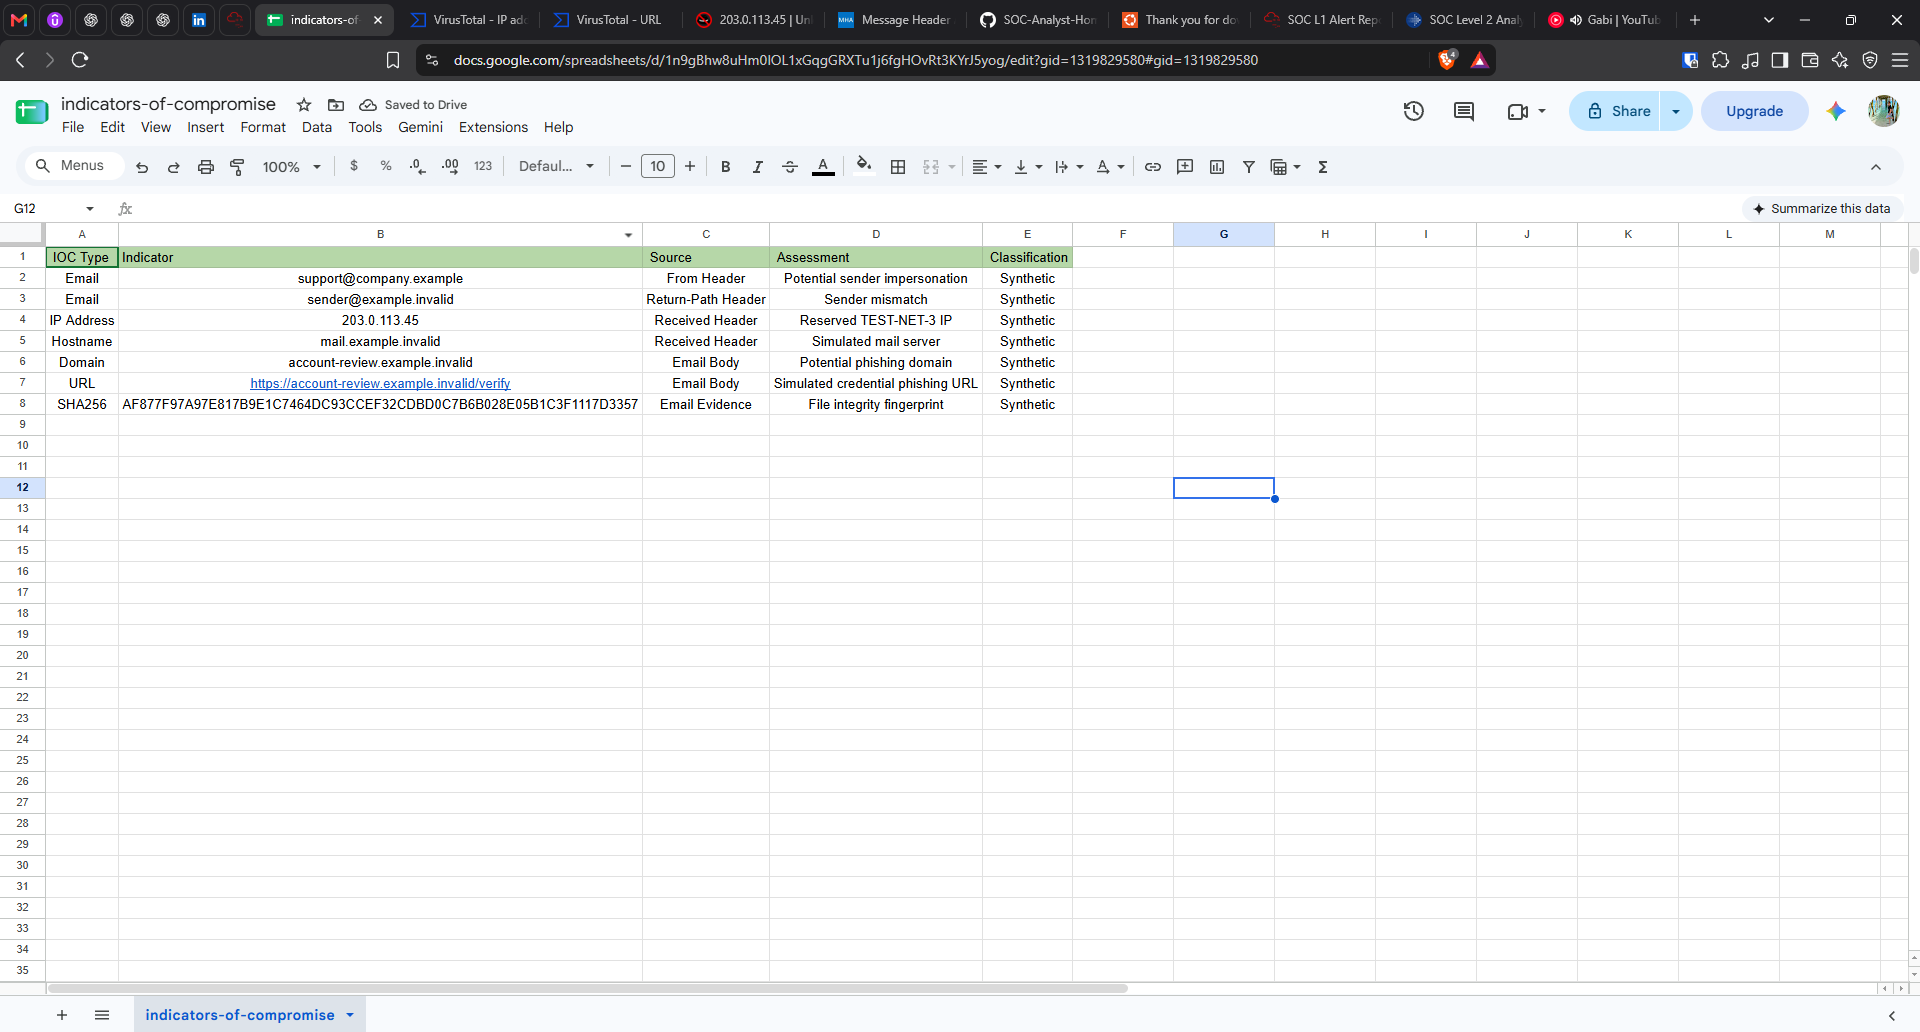 indicators-of
VirusTotal - IP add
VirusTotal - URL
203.0.113.45 | Un
MHA Message Header
SOC-Analyst-Hon
Thank you for do
SOC L1 Alert Rep
SOC Level 2 Anal
Gabi | YouTub
docs.google.com/spreadsheets/d/1n9gBhw8uHm0IOL1xGqgGRXTu1j6fgHOvRt3KYrJ5yog/edit?gid=1319829580#gid=1319829580
4
indicators-of-compromise
Saved to Drive
File Edit View Insert Format Data Tools Gemini Extensions Help
Share
Upgrade
Menus
100%
$ % .0 .00 123
Defaul...
10
B I A Σ
G12
fx
Summarize this data
A B C D E F G H I J K L M
1 IOC Type Indicator Source Assessment Classification
2 Email support@company.example From Header Potential sender impersonation Synthetic
3 Email sender@example.invalid Return-Path Header Sender mismatch Synthetic
4 IP Address 203.0.113.45 Received Header Reserved TEST-NET-3 IP Synthetic
5 Hostname mail.example.invalid Received Header Simulated mail server Synthetic
6 Domain account-review.example.invalid Email Body Potential phishing domain Synthetic
7 URL https://account-review.example.invalid/verify Email Body Simulated credential phishing URL Synthetic
8 SHA256 AF877F97A97E817B9E1C7464DC93CCEF32CDBD0C7B6B028E05B1C3F1117D3357 Email Evidence File integrity fingerprint Synthetic
9
10
11
12
13
14
15
16
17
18
19
20
21
22
23
24
25
26
27
28
29
30
31
32
33
34
35
indicators-of-compromise